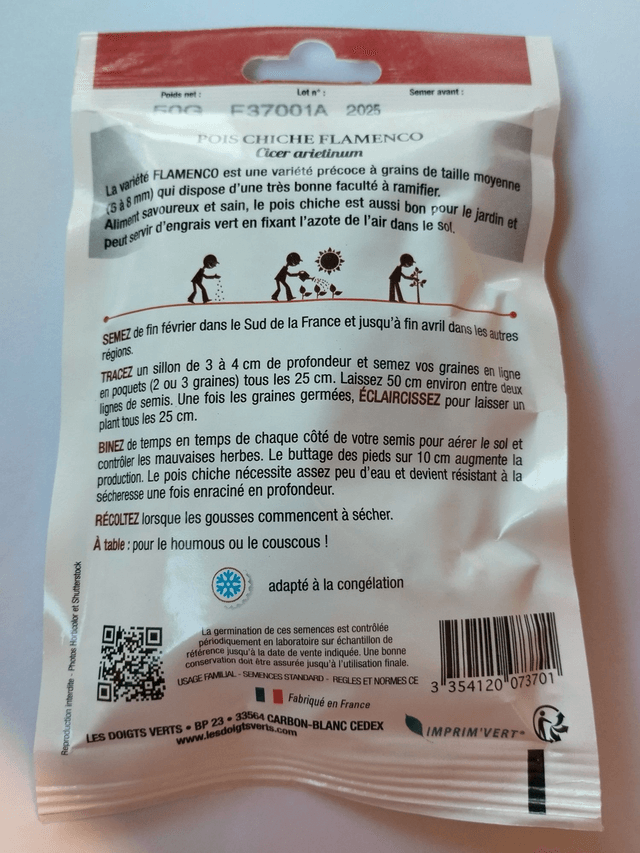 Poids net : Lot n° : Semer avant :
50G F37001A 2025
POIS CHICHE FLAMENCO
Cicer arietinum
La variété FLAMENCO est une variété précoce à grains de taille moyenne
(6 à 8 mm) qui dispose d'une très bonne faculté à ramifier.
Aliment savoureux et sain, le pois chiche est aussi bon pour le jardin et
peut servir d'engrais vert en fixant l'azote de l'air dans le sol.
SEMEZ de fin février dans le Sud de la France et jusqu'à fin avril dans les autres
régions.
TRACEZ un sillon de 3 à 4 cm de profondeur et semez vos graines en ligne
en poquets (2 ou 3 graines) tous les 25 cm. Laissez 50 cm environ entre deux
lignes de semis. Une fois les graines germées, ÉCLAIRCISSEZ pour laisser un
plant tous les 25 cm.
BINEZ de temps en temps de chaque côté de votre semis pour aérer le sol et
contrôler les mauvaises herbes. Le buttage des pieds sur 10 cm augmente la
production. Le pois chiche nécessite assez peu d'eau et devient résistant à la
sécheresse une fois enraciné en profondeur.
RÉCOLTEZ lorsque les gousses commencent à sécher.
À table : pour le houmous ou le couscous !
adapté à la congélation
La germination de ces semences est contrôlée
périodiquement en laboratoire sur échantillon de
référence jusqu'à la date de vente indiquée. Une bonne
conservation doit être assurée jusqu'à l'utilisation finale.
USAGE FAMILIAL - SEMENCES STANDARD - REGLES ET NORMES CE
3 354120 073701
Fabriqué en France
LES DOIGTS VERTS • BP 23 • 33564 CARBON-BLANC CEDEX
www.lesdoigtsverts.com
IMPRIM'VERT®
Reproduction interdite - Photos Horticolor et Shutterstock